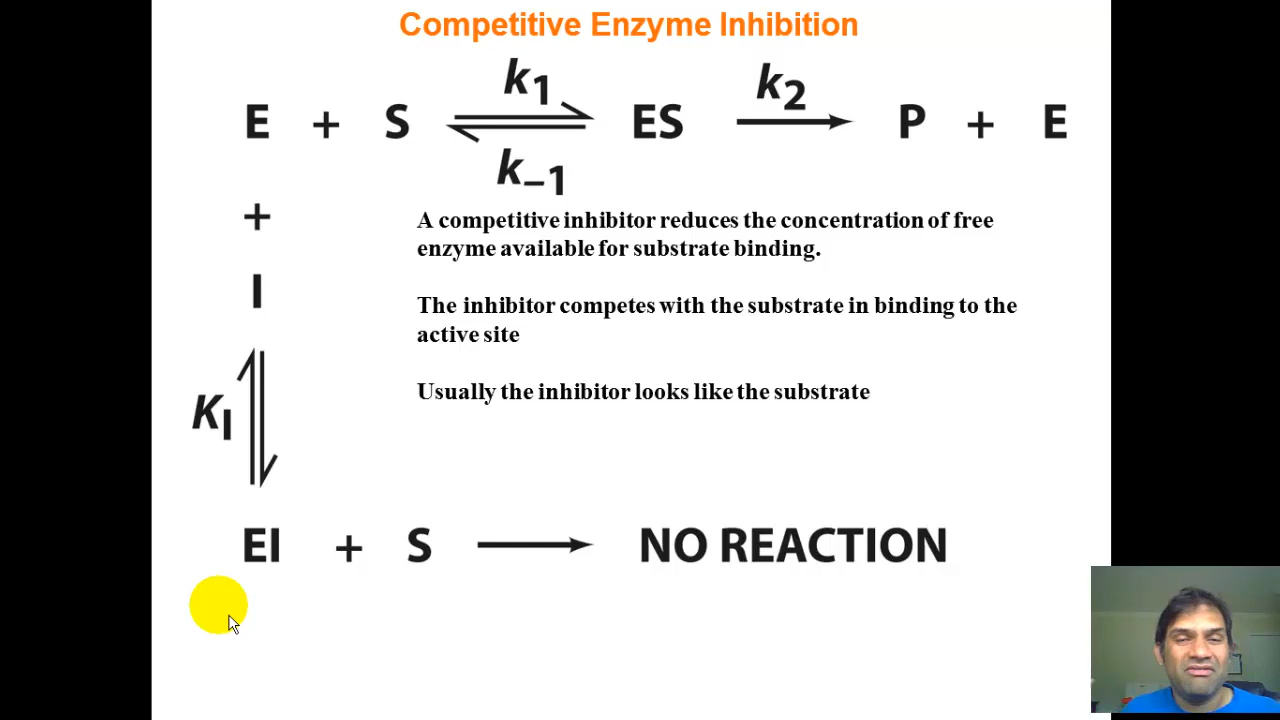 Competitive Enzyme Inhibition
k1 k2
E + S ES P + E
k−1
+
A competitive inhibitor reduces the concentration of free
enzyme available for substrate binding.
I
The inhibitor competes with the substrate in binding to the
active site
Usually the inhibitor looks like the substrate
KI
EI + S → NO REACTION